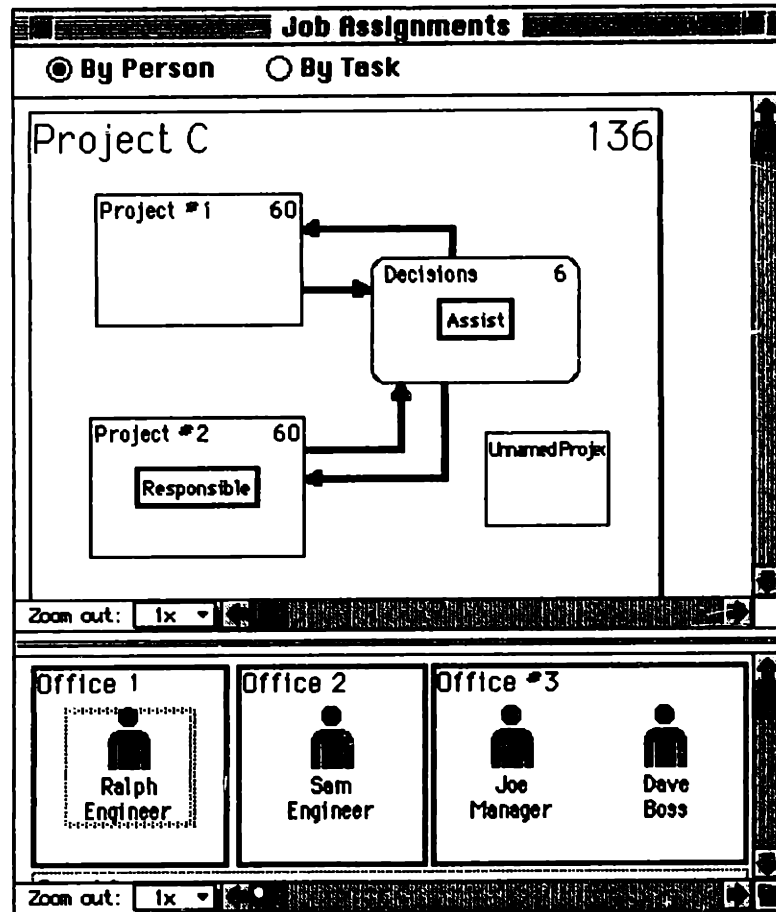 Job Assignments
By Person
By Task
Project C 136
Project #1 60
Decisions 6
Assist
Project #2 60
Responsible
Unnamed Projec
Zoom out: 1x
Office 1
Office 2
Office #3
Ralph
Engineer
Sam
Engineer
Joe
Manager
Dave
Boss
Zoom out: 1x